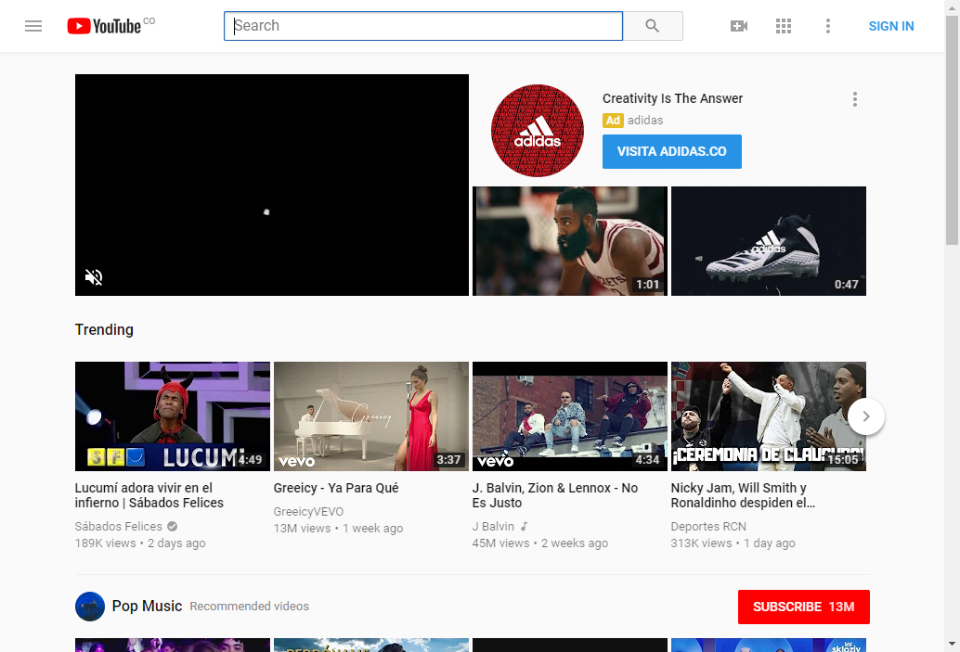 YouTube CO
Search
SIGN IN
Creativity Is The Answer
Ad adidas
VISITA ADIDAS.CO
adidas
adidas
1:01
0:47
Trending
LUCUMÍ
4:49
Greeicy
vevo
3:37
vevo
4:34
¡CEREMONIA DE CLAUSURA!
15:05
Lucumí adora vivir en el
infierno | Sábados Felices
Sábados Felices
189K views • 2 days ago
Greeicy - Ya Para Qué
GreeicyVEVO
13M views • 1 week ago
J. Balvin, Zion & Lennox - No
Es Justo
J Balvin
45M views • 2 weeks ago
Nicky Jam, Will Smith y
Ronaldinho despiden el...
Deportes RCN
313K views • 1 day ago
Pop Music Recommended videos
SUBSCRIBE 13M